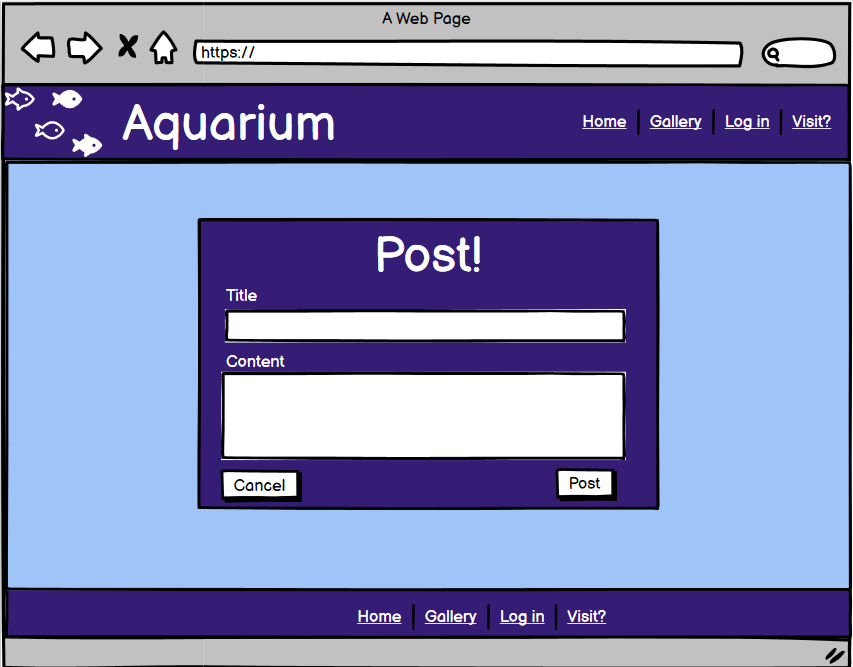 A Web Page
https://
Aquarium
Home Gallery Log in Visit?
Post!
Title
Content
Cancel Post
Home Gallery Log in Visit?